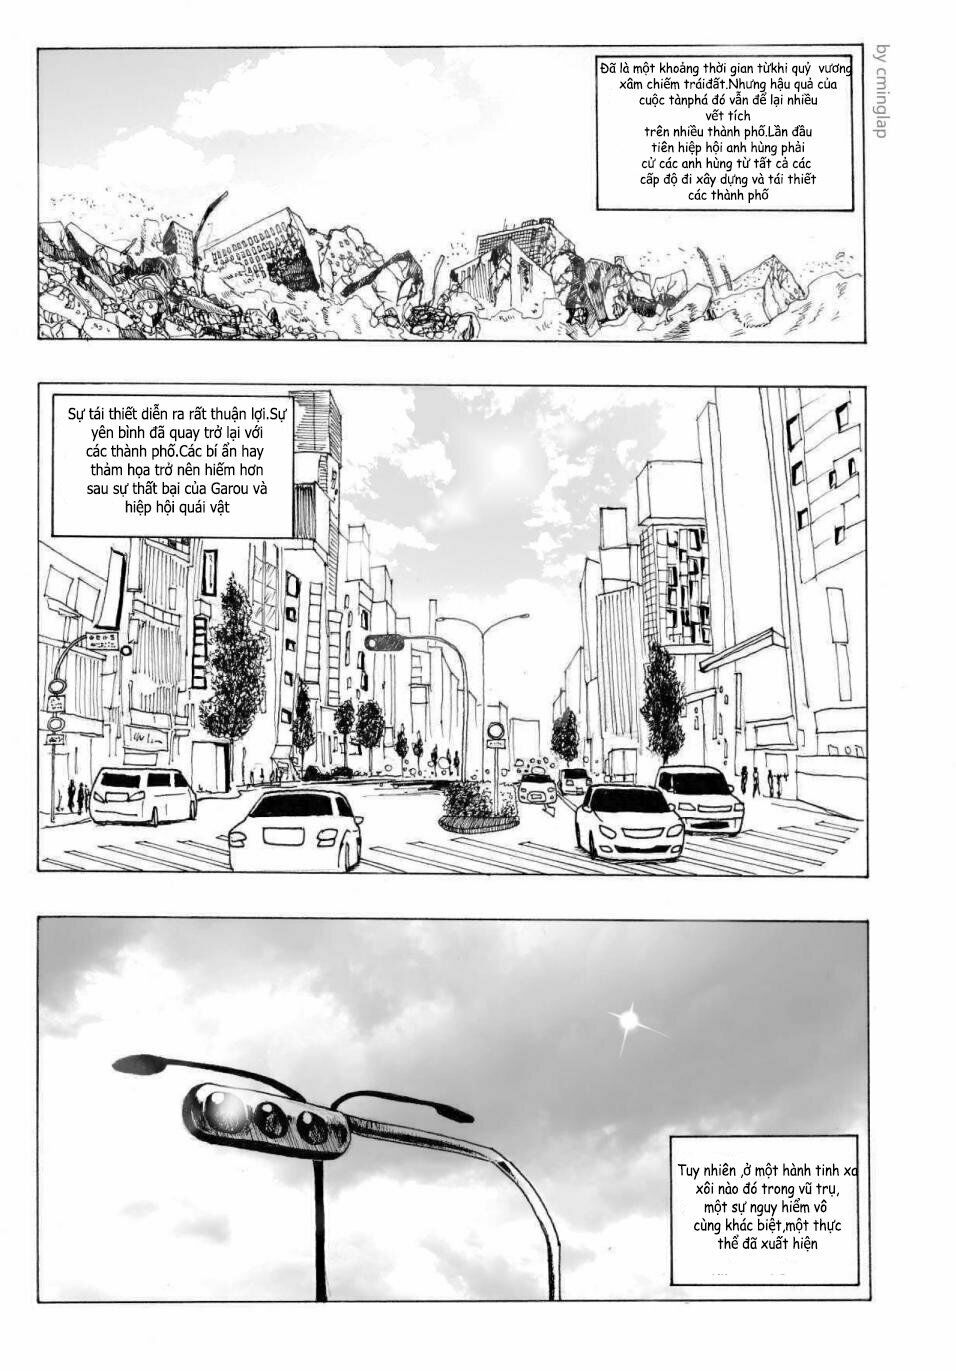 by cminglap
Đã là một khoảng thời gian từkhi quỷ vương
xâm chiếm tráiđất.Nhưng hậu quả của
cuộc tànphá đó vẫn để lại nhiều
vết tích
trên nhiều thành phố.Lần đầu
tiên hiệp hội anh hùng phải
cử các anh hùng từ tất cả các
cấp độ đi xây dựng và tái thiết
các thành phố
Sự tái thiết diễn ra rất thuận lợi.Sự
yên bình đã quay trở lại với
các thành phố.Các bí ẩn hay
thảm họa trở nên hiếm hơn
sau sự thất bại của Garou và
hiệp hội quái vật
Tuy nhiên ,ở một hành tinh xa
xôi nào đó trong vũ trụ,
một sự nguy hiểm vô
cùng khác biệt,một thực
thể đã xuất hiện